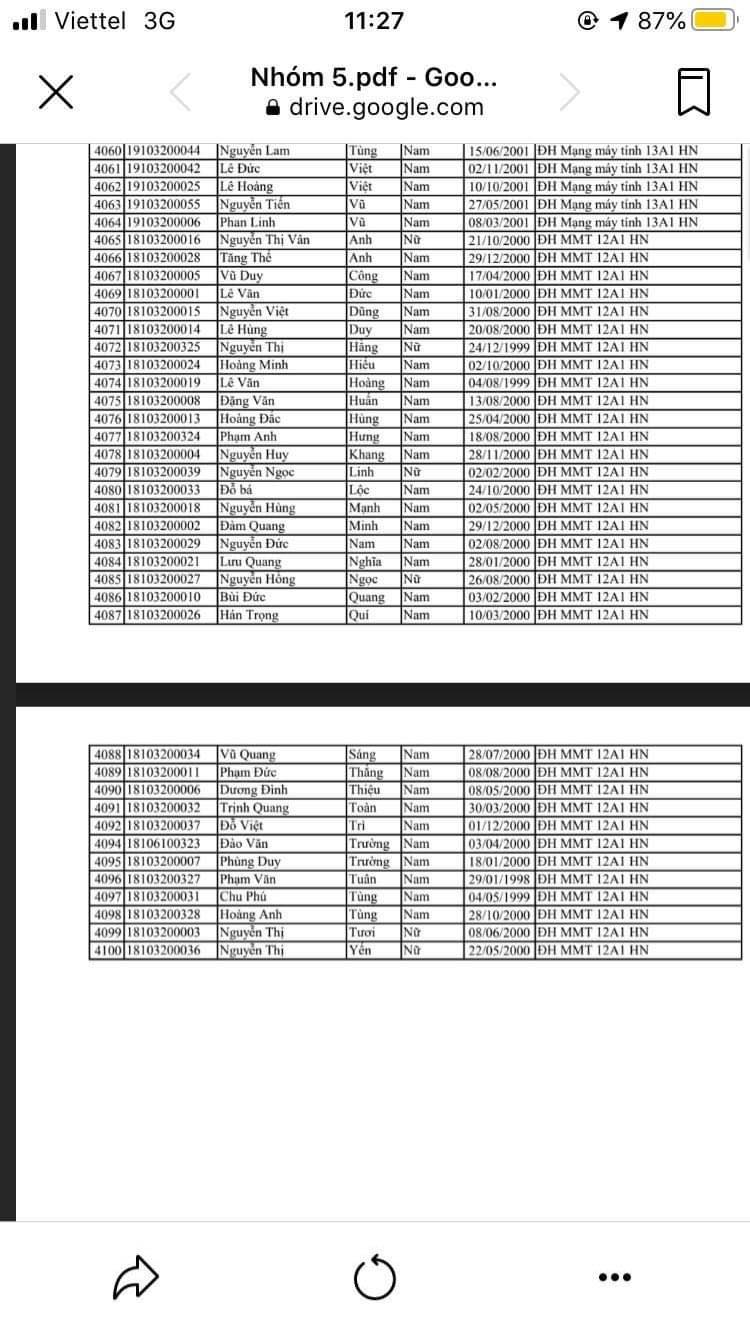 Viettel 3G 11:27 87%
Nhóm 5.pdf - Goo...
drive.google.com
4060 19103200044 Nguyễn Lam Tùng Nam 15/06/2001 ĐH Mạng máy tính 13A1 HN
4061 19103200042 Lê Đức Việt Nam 02/11/2001 ĐH Mạng máy tính 13A1 HN
4062 19103200025 Lê Hoàng Việt Nam 10/10/2001 ĐH Mạng máy tính 13A1 HN
4063 19103200055 Nguyễn Tiến Vũ Nam 27/05/2001 ĐH Mạng máy tính 13A1 HN
4064 19103200006 Phan Linh Vũ Nam 08/03/2001 ĐH Mạng máy tính 13A1 HN
4065 18103200016 Nguyễn Thị Vân Anh Nữ 21/10/2000 ĐH MMT 12A1 HN
4066 18103200028 Tăng Thế Anh Nam 29/12/2000 ĐH MMT 12A1 HN
4067 18103200005 Vũ Duy Công Nam 17/04/2000 ĐH MMT 12A1 HN
4069 18103200001 Lê Văn Đức Nam 10/01/2000 ĐH MMT 12A1 HN
4070 18103200015 Nguyễn Việt Dũng Nam 31/08/2000 ĐH MMT 12A1 HN
4071 18103200014 Lê Hùng Duy Nam 20/08/2000 ĐH MMT 12A1 HN
4072 18103200325 Nguyễn Thị Hằng Nữ 24/12/1999 ĐH MMT 12A1 HN
4073 18103200024 Hoàng Minh Hiếu Nam 02/10/2000 ĐH MMT 12A1 HN
4074 18103200019 Lê Văn Hoàng Nam 04/08/1999 ĐH MMT 12A1 HN
4075 18103200008 Đặng Văn Huấn Nam 13/08/2000 ĐH MMT 12A1 HN
4076 18103200013 Hoàng Đắc Hùng Nam 25/04/2000 ĐH MMT 12A1 HN
4077 18103200324 Phạm Anh Hưng Nam 18/08/2000 ĐH MMT 12A1 HN
4078 18103200004 Nguyễn Huy Khang Nam 28/11/2000 ĐH MMT 12A1 HN
4079 18103200039 Nguyễn Ngọc Linh Nữ 02/02/2000 ĐH MMT 12A1 HN
4080 18103200033 Đỗ bá Lộc Nam 24/10/2000 ĐH MMT 12A1 HN
4081 18103200018 Nguyễn Hùng Mạnh Nam 02/05/2000 ĐH MMT 12A1 HN
4082 18103200002 Đàm Quang Minh Nam 29/12/2000 ĐH MMT 12A1 HN
4083 18103200029 Nguyễn Đức Nam Nam 02/08/2000 ĐH MMT 12A1 HN
4084 18103200021 Lưu Quang Nghĩa Nam 28/01/2000 ĐH MMT 12A1 HN
4085 18103200027 Nguyễn Hồng Ngọc Nữ 26/08/2000 ĐH MMT 12A1 HN
4086 18103200010 Bùi Đức Quang Nam 03/02/2000 ĐH MMT 12A1 HN
4087 18103200026 Hán Trọng Quí Nam 10/03/2000 ĐH MMT 12A1 HN
4088 18103200034 Vũ Quang Sáng Nam 28/07/2000 ĐH MMT 12A1 HN
4089 18103200011 Phạm Đức Thắng Nam 08/08/2000 ĐH MMT 12A1 HN
4090 18103200006 Dương Đình Thiệu Nam 08/05/2000 ĐH MMT 12A1 HN
4091 18103200032 Trịnh Quang Toàn Nam 30/03/2000 ĐH MMT 12A1 HN
4092 18103200037 Đỗ Việt Trì Nam 01/12/2000 ĐH MMT 12A1 HN
4094 18106100323 Đào Văn Trường Nam 03/04/2000 ĐH MMT 12A1 HN
4095 18103200007 Phùng Duy Trường Nam 18/01/2000 ĐH MMT 12A1 HN
4096 18103200327 Phạm Văn Tuân Nam 29/01/1998 ĐH MMT 12A1 HN
4097 18103200031 Chu Phú Tùng Nam 04/05/1999 ĐH MMT 12A1 HN
4098 18103200328 Hoàng Anh Tùng Nam 28/10/2000 ĐH MMT 12A1 HN
4099 18103200003 Nguyễn Thị Tươi Nữ 08/06/2000 ĐH MMT 12A1 HN
4100 18103200036 Nguyễn Thị Yến Nữ 22/05/2000 ĐH MMT 12A1 HN